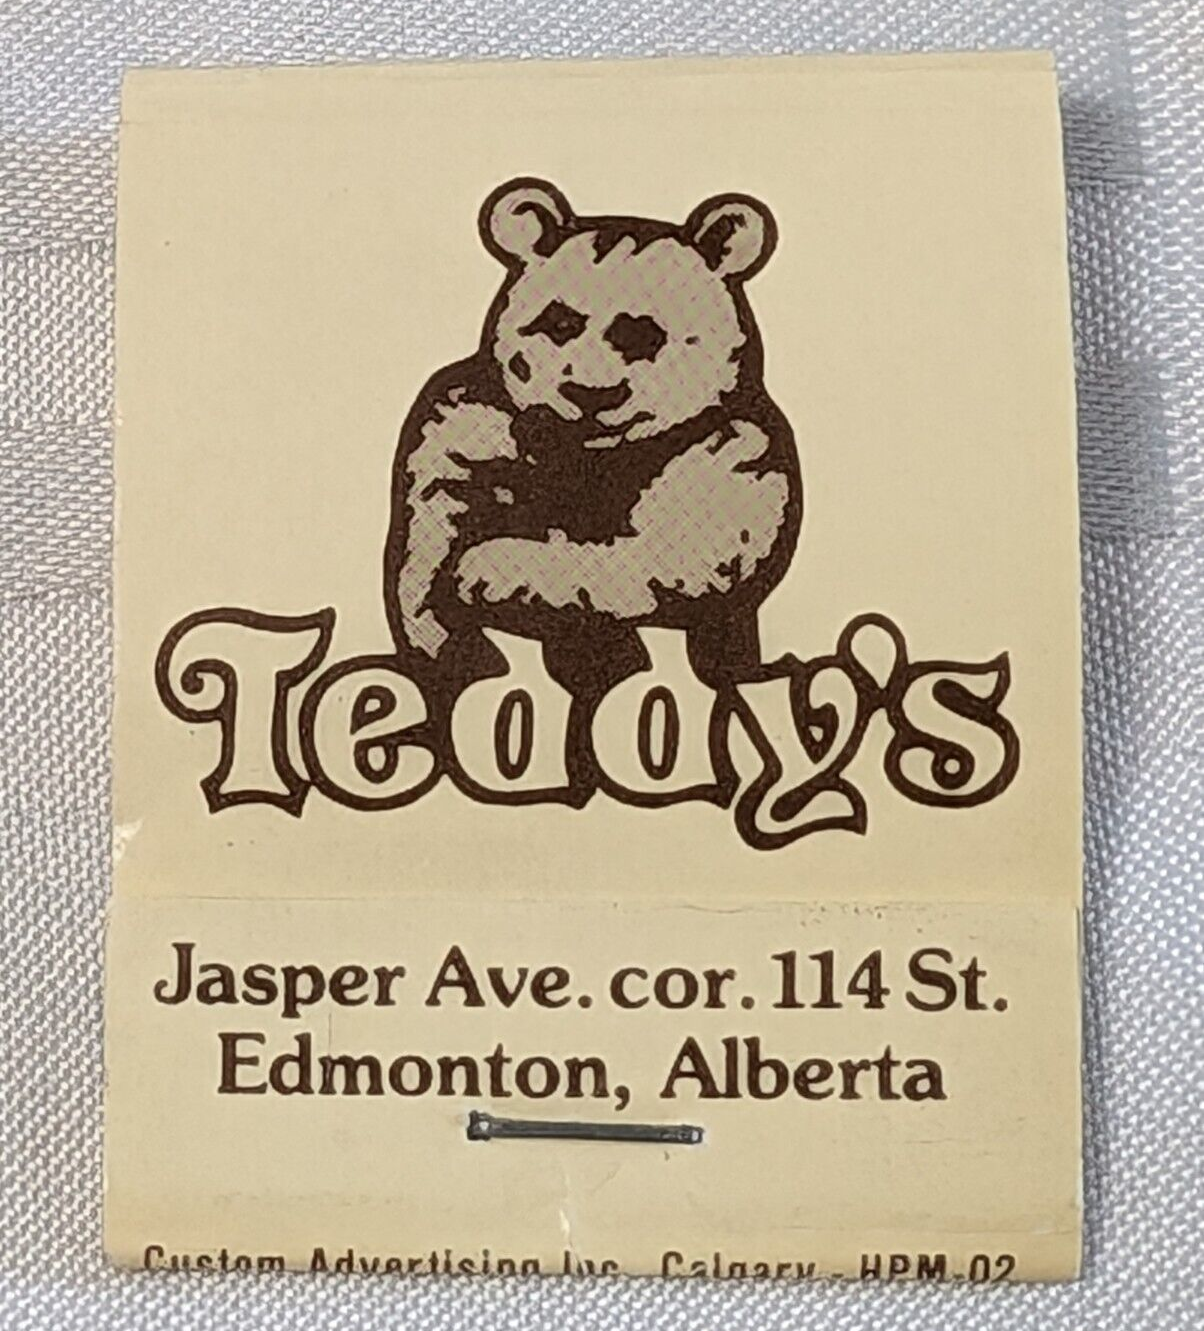 Teddy's
Jasper Ave. cor. 114 St.
Edmonton, Alberta
Custom Advertising Inc. Calgary - HPM-02